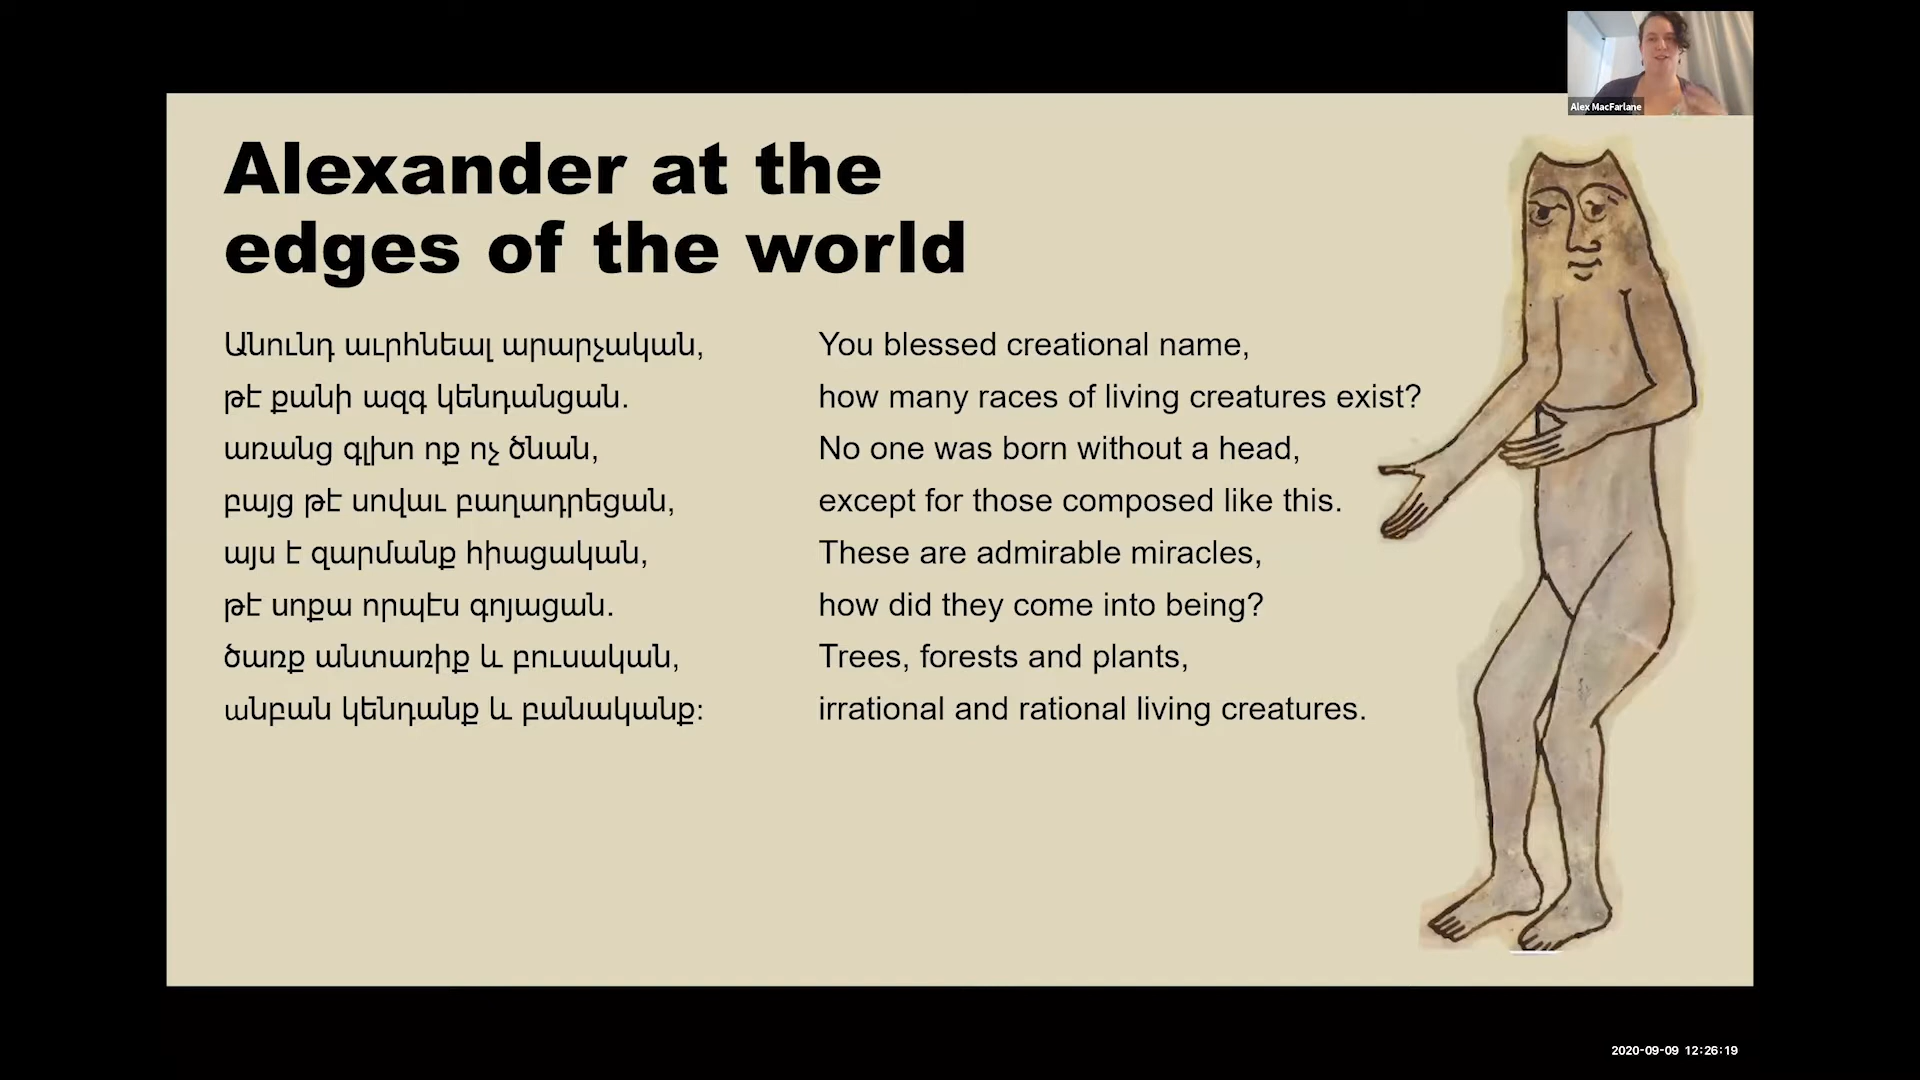 Alex MacFarlane
Alexander at the
edges of the world
Անունդ աւրհնեալ արարչական,
թէ քանի ազգ կենդանցան.
առանց գլխո ոք ոչ ծնան,
բայց թէ սովաւ բաղադրեցան,
այս է զարմանք հիացական,
թէ սոքա որպէս գոյացան.
ծառք անտառիք և բուսական,
անբան կենդանք և բանականք:
You blessed creational name,
how many races of living creatures exist?
No one was born without a head,
except for those composed like this.
These are admirable miracles,
how did they come into being?
Trees, forests and plants,
irrational and rational living creatures.
2020-09-09 12:26:19